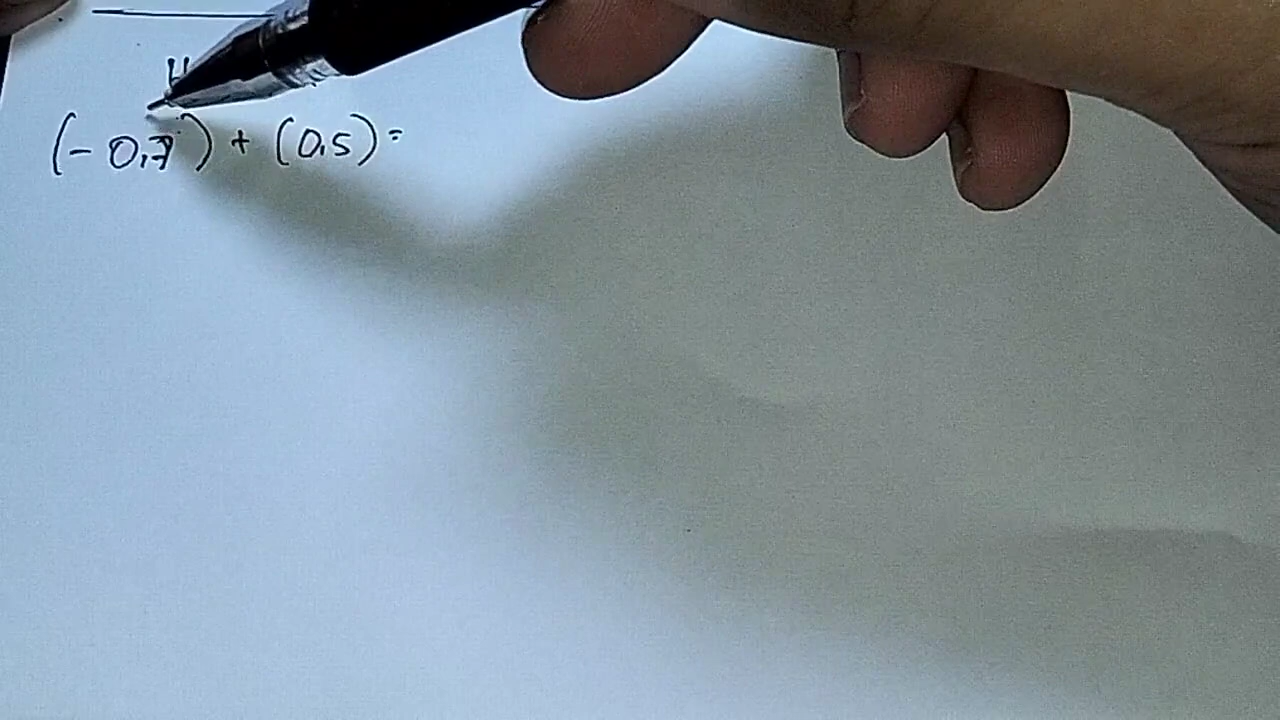 (-0,7) + (0,5) =